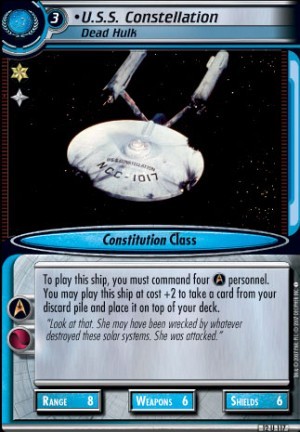 3
•U.S.S. Constellation
Dead Hulk
U.S.S. CONSTELLATION
NCC-1017
Constitution Class
To play this ship, you must command four personnel.
You may play this ship at cost +2 to take a card from your
discard pile and place it on top of your deck.
"Look at that. She may have been wrecked by whatever
destroyed these solar systems. She was attacked."
RANGE 8 WEAPONS 6 SHIELDS 6